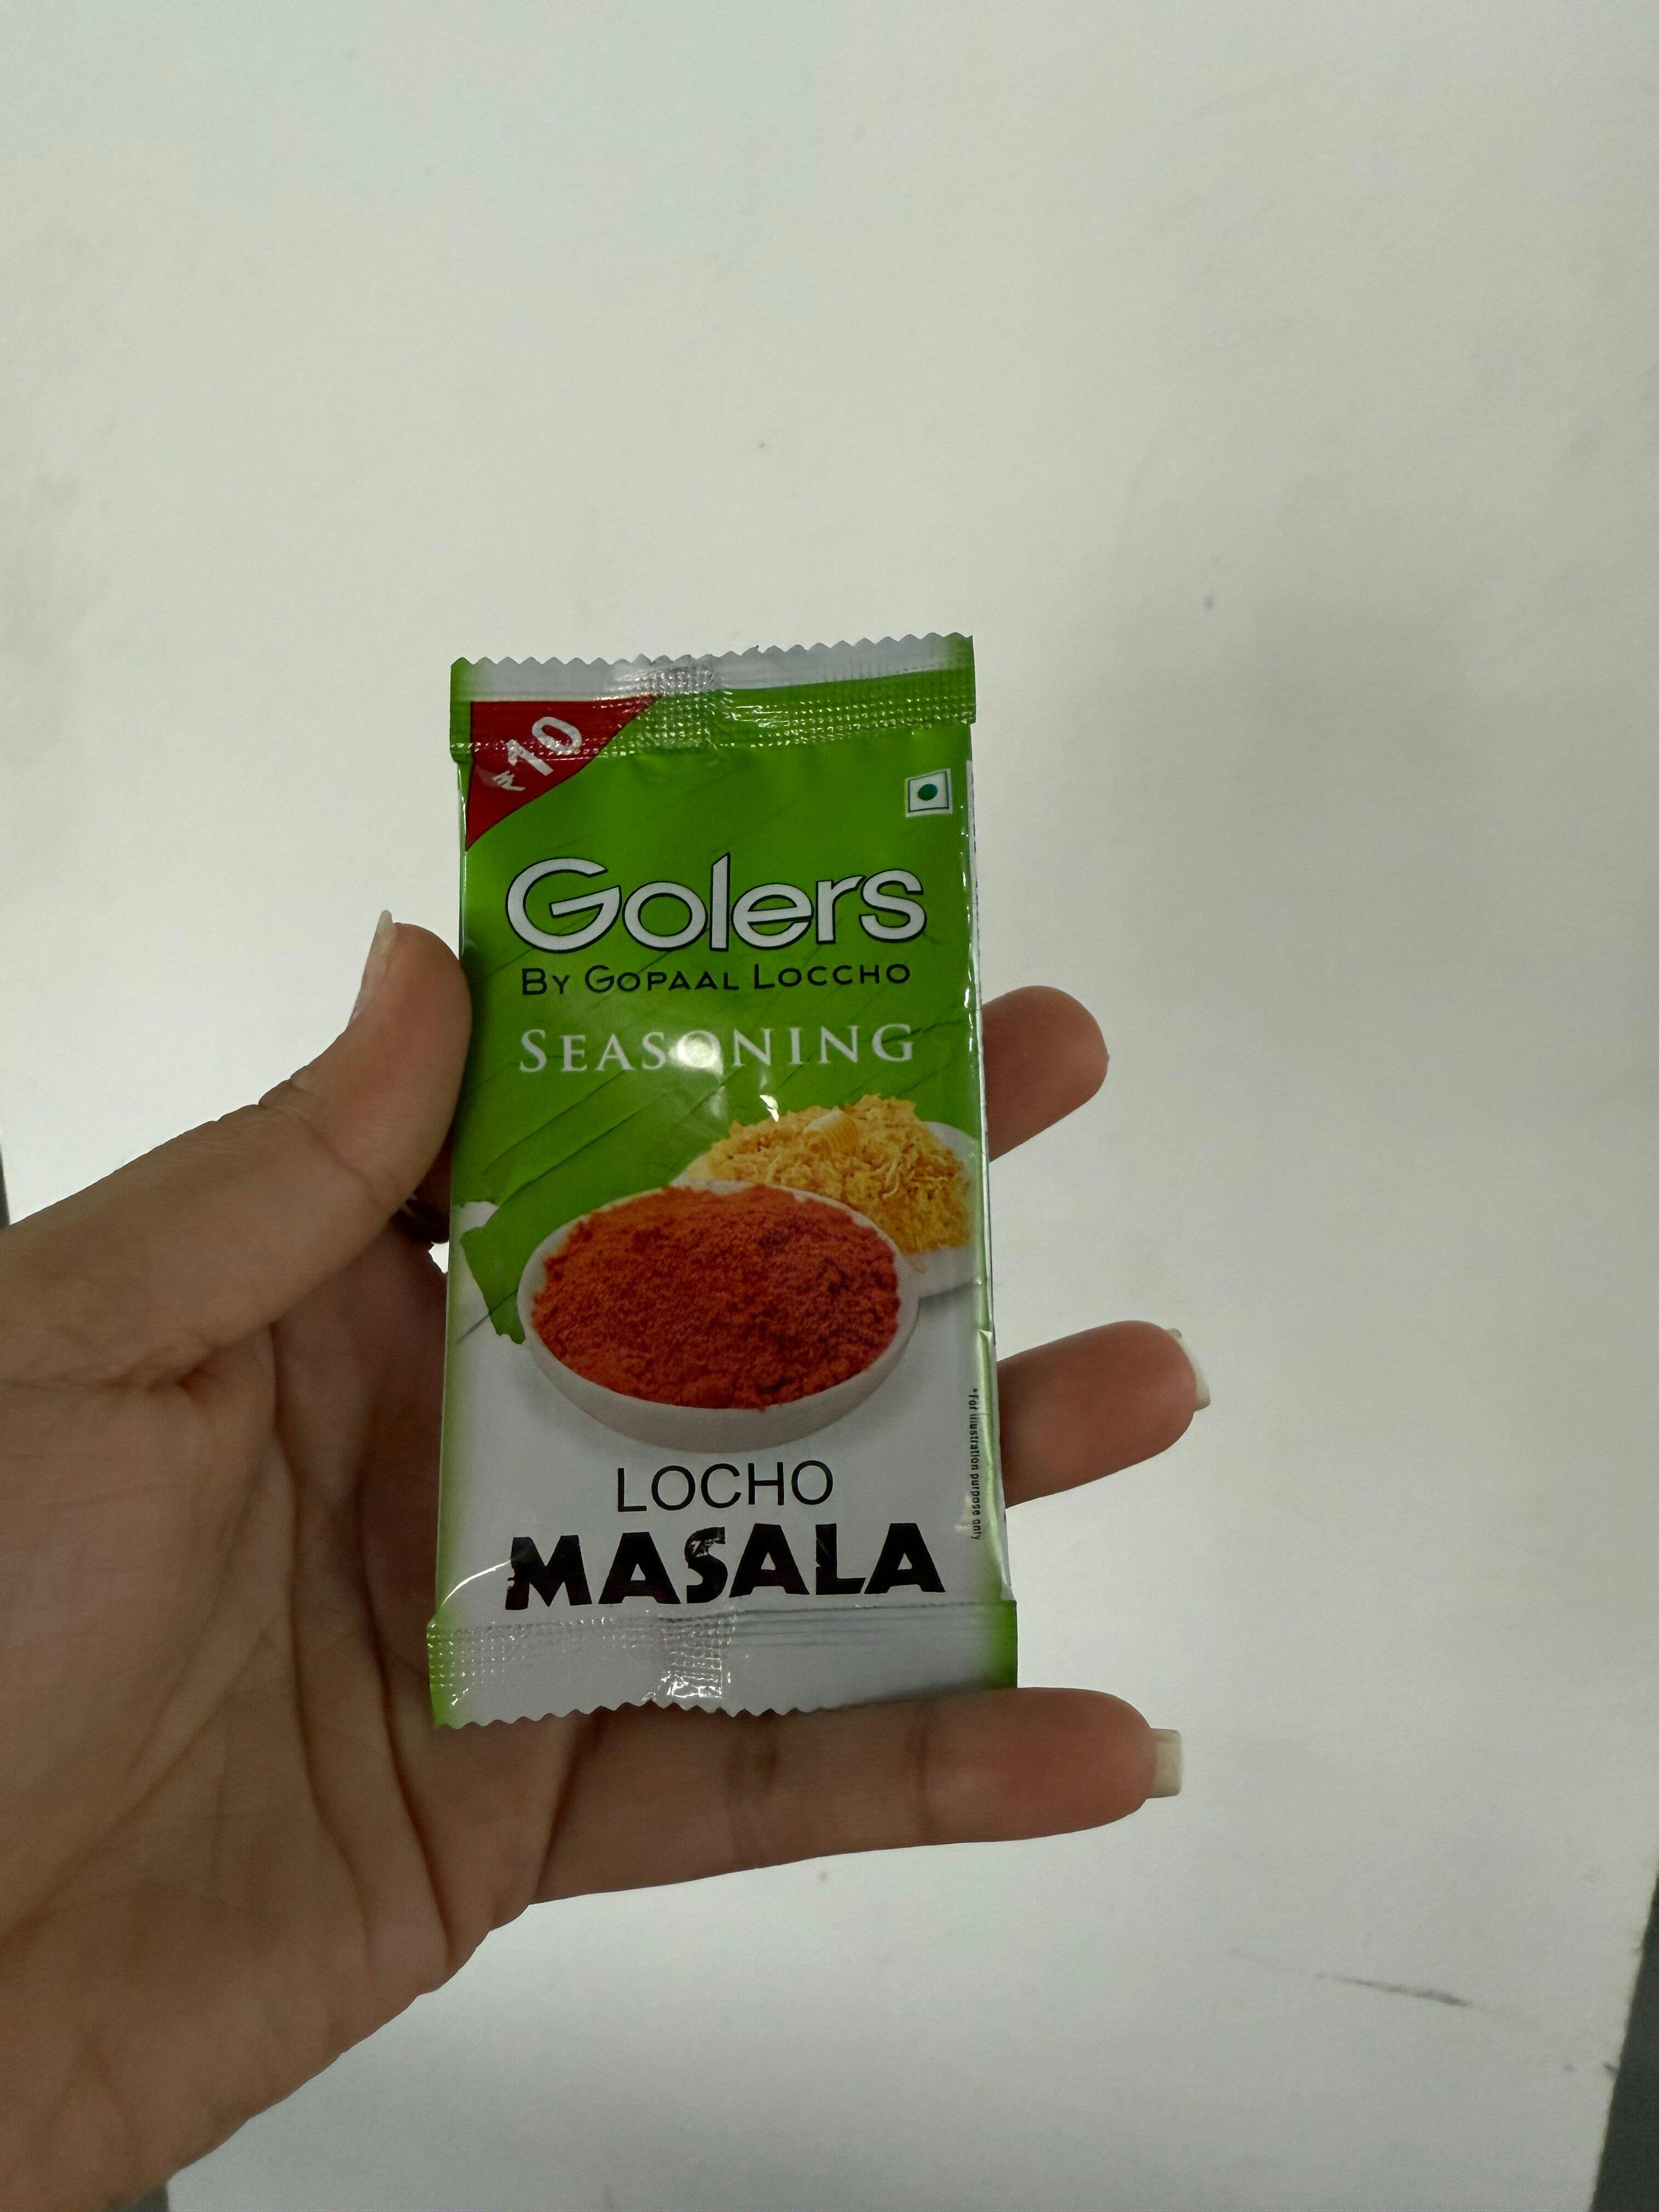 ₹10
Golers
BY GOPAAL LOCCHO
SEASONING
*For illustration purpose only
LOCHO
MASALA